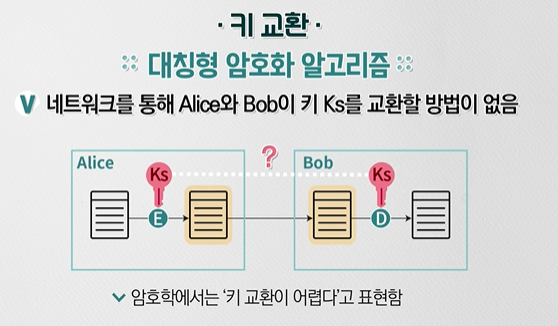 · 키 교환 ·
대칭형 암호화 알고리즘
V 네트워크를 통해 Alice와 Bob이 키 Ks를 교환할 방법이 없음
Alice
Ks
?
Bob
Ks
E
D
암호학에서는 ‘키 교환이 어렵다’고 표현함